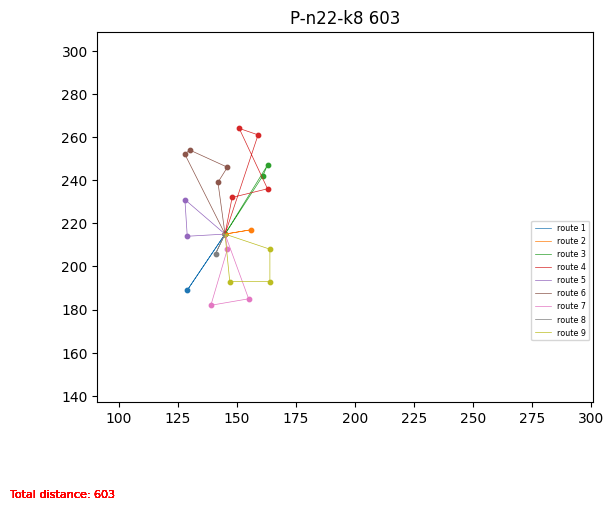 P-n22-k8 603
300
280
260
240
220
200
180
160
140
100
125
150
175
200
225
250
275
300
route 1
route 2
route 3
route 4
route 5
route 6
route 7
route 8
route 9
Total distance: 603